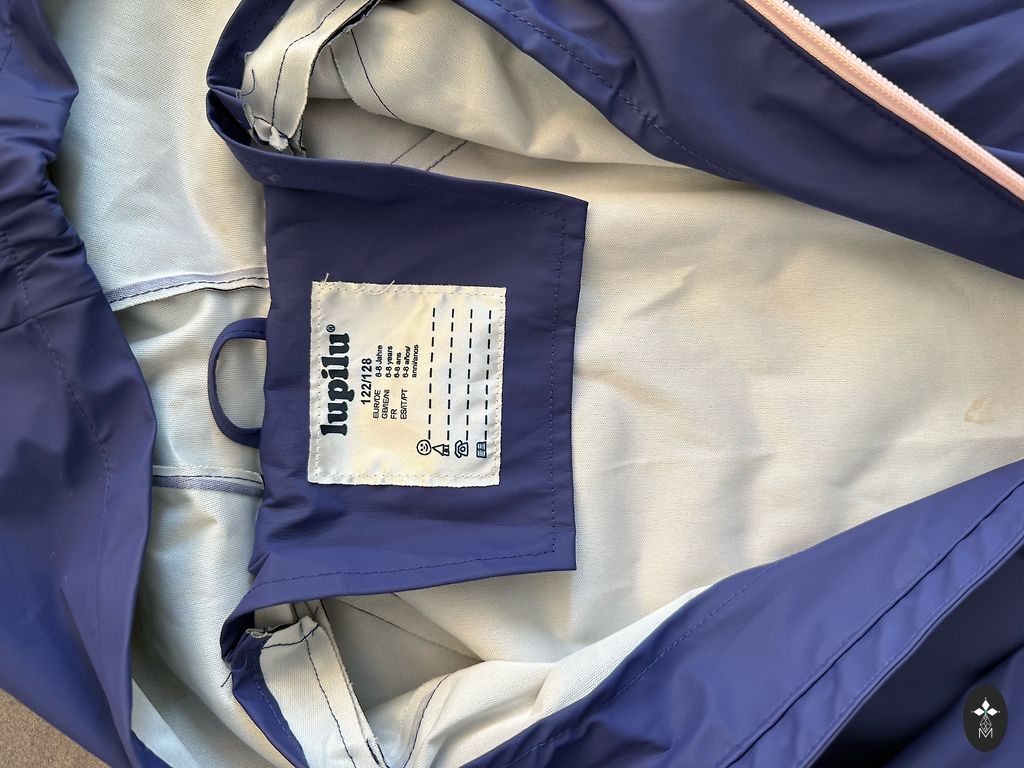 lupilu®
122/128
EUR/DE 6-8 Jahre
GB/IE/NI 6-8 years
FR 6-8 ans
ES/IT/PT 6-8 años/
anni/anos